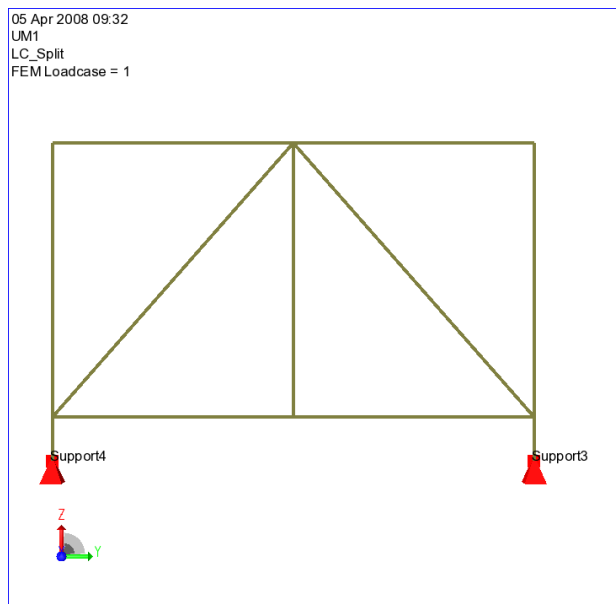 05 Apr 2008 09:32
UM1
LC_Split
FEM Loadcase = 1
Support4
Support3
Z
Y